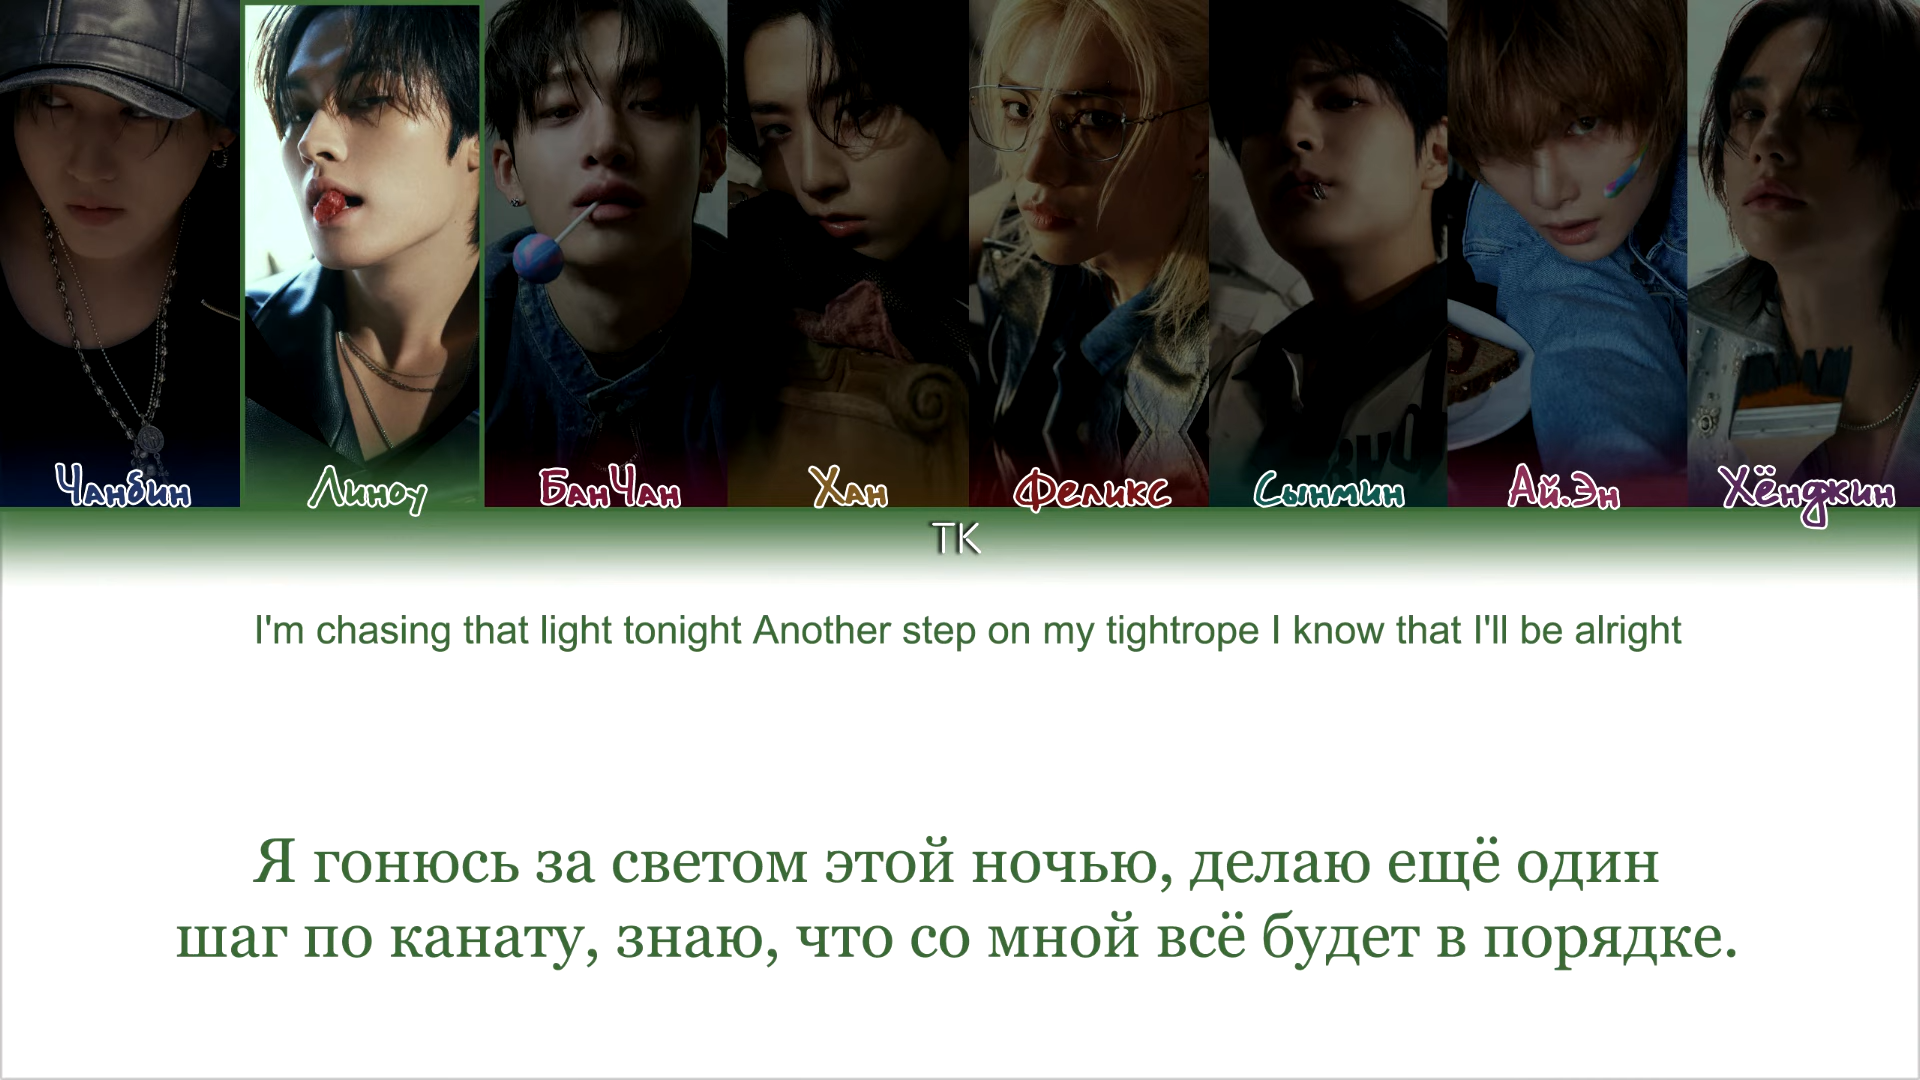 Чанбин
Линоу
БанЧан
Хан
Феликс
Сынмин
Ай.Эн
Хёнджин
TK
I'm chasing that light tonight Another step on my tightrope I know that I'll be alright
Я гонюсь за светом этой ночью, делаю ещё один
шаг по канату, знаю, что со мной всё будет в порядке.